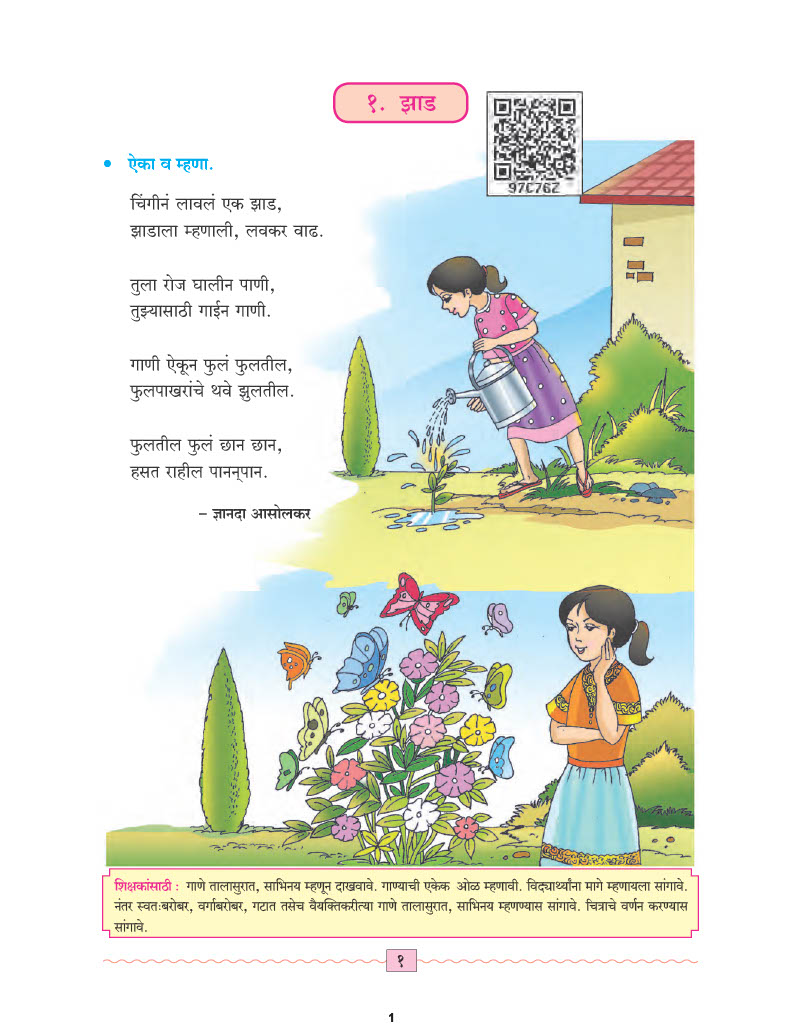 १. झाड
97C76Z
• ऐका व म्हणा.
चिंगीनं लावलं एक झाड,
झाडाला म्हणाली, लवकर वाढ.
तुला रोज घालीन पाणी,
तुझ्यासाठी गाईन गाणी.
गाणी ऐकून फुलं फुलतील,
फुलपाखरांचे थवे झुलतील.
फुलतील फुलं छान छान,
हसत राहील पानन्‌पान.
– ज्ञानदा आसोलकर
शिक्षकांसाठी : गाणे तालासुरात, साभिनय म्हणून दाखवावे. गाण्याची एकेक ओळ म्हणावी. विद्यार्थ्यांना मागे म्हणायला सांगावे.
नंतर स्वतःबरोबर, वर्गाबरोबर, गटात तसेच वैयक्तिकरीत्या गाणे तालासुरात, साभिनय म्हणण्यास सांगावे. चित्राचे वर्णन करण्यास
सांगावे.
१
1